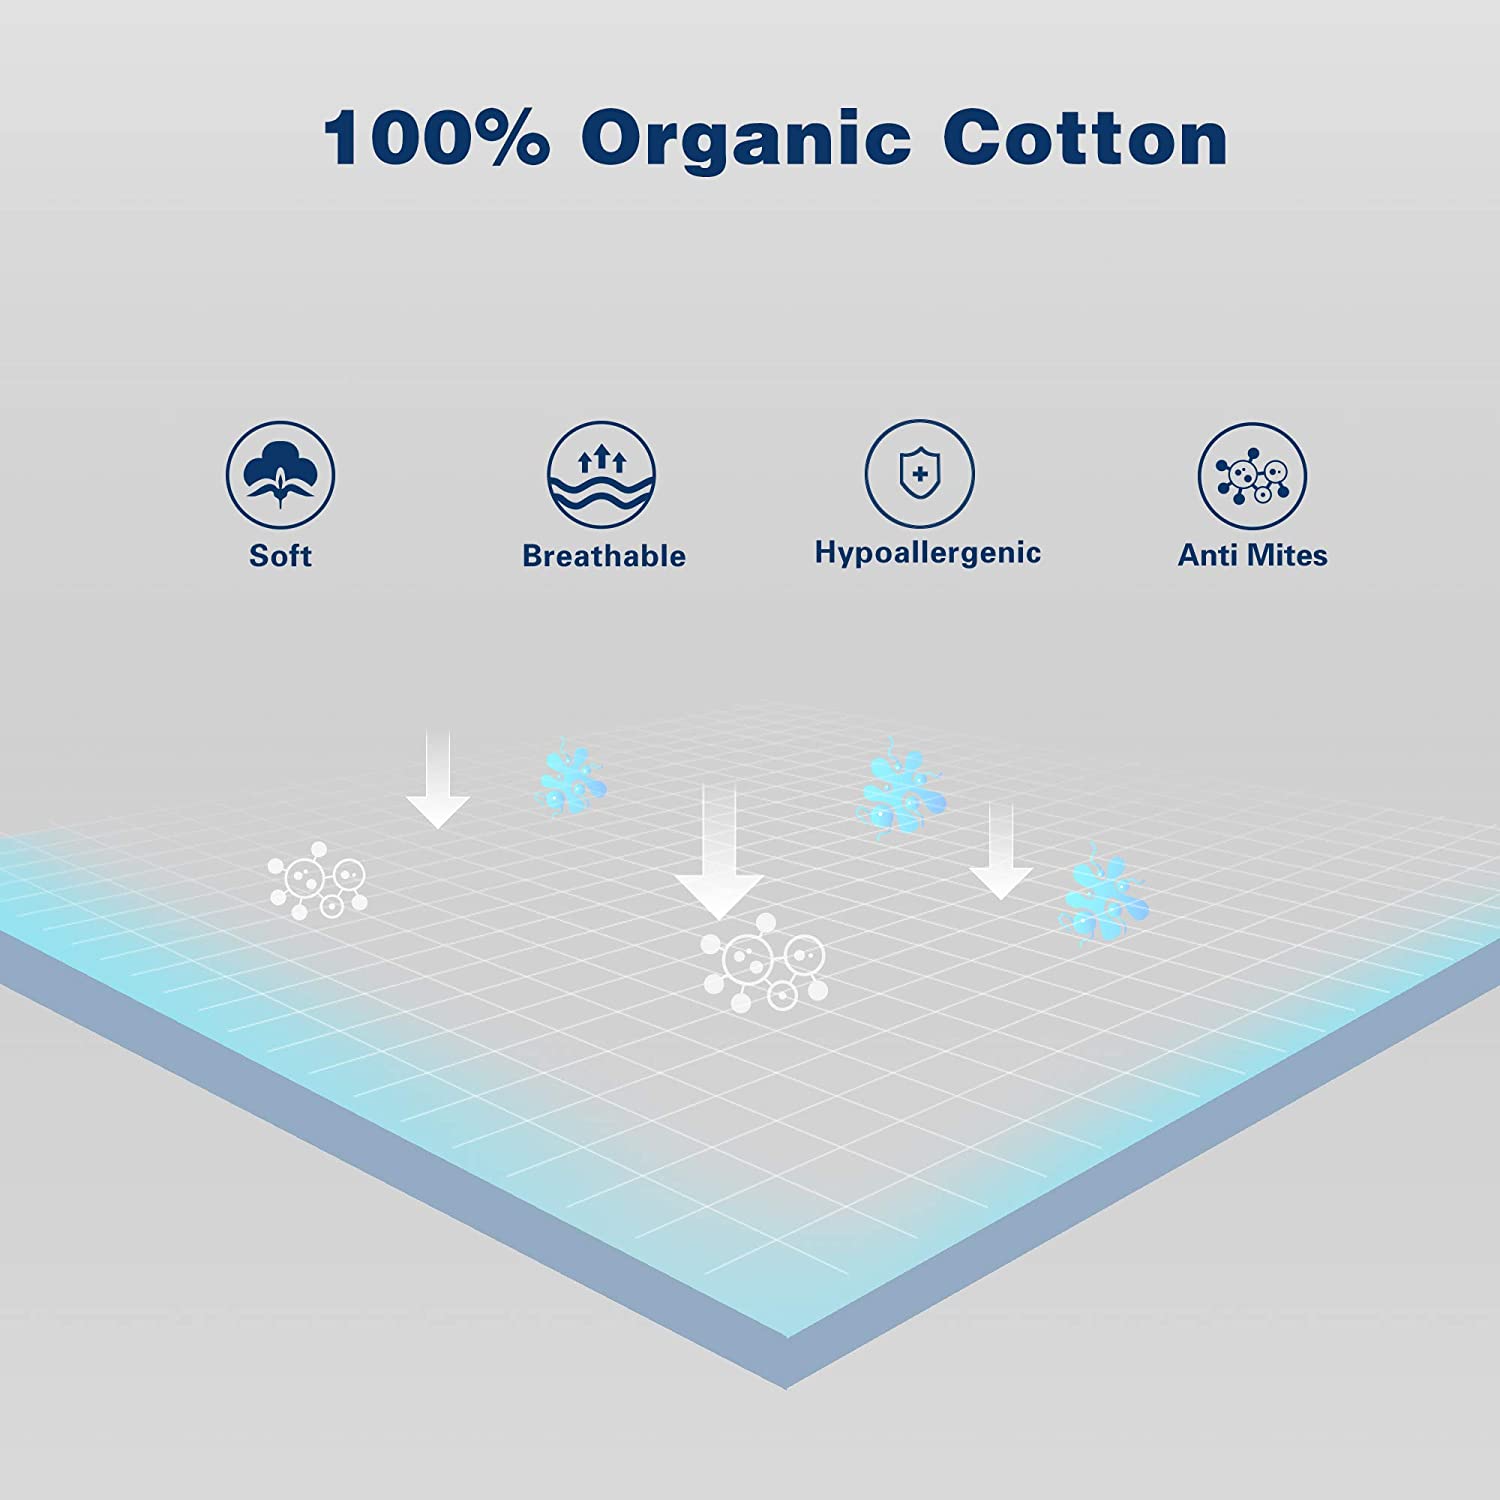 100% Organic Cotton
Soft
Breathable
Hypoallergenic
Anti Mites